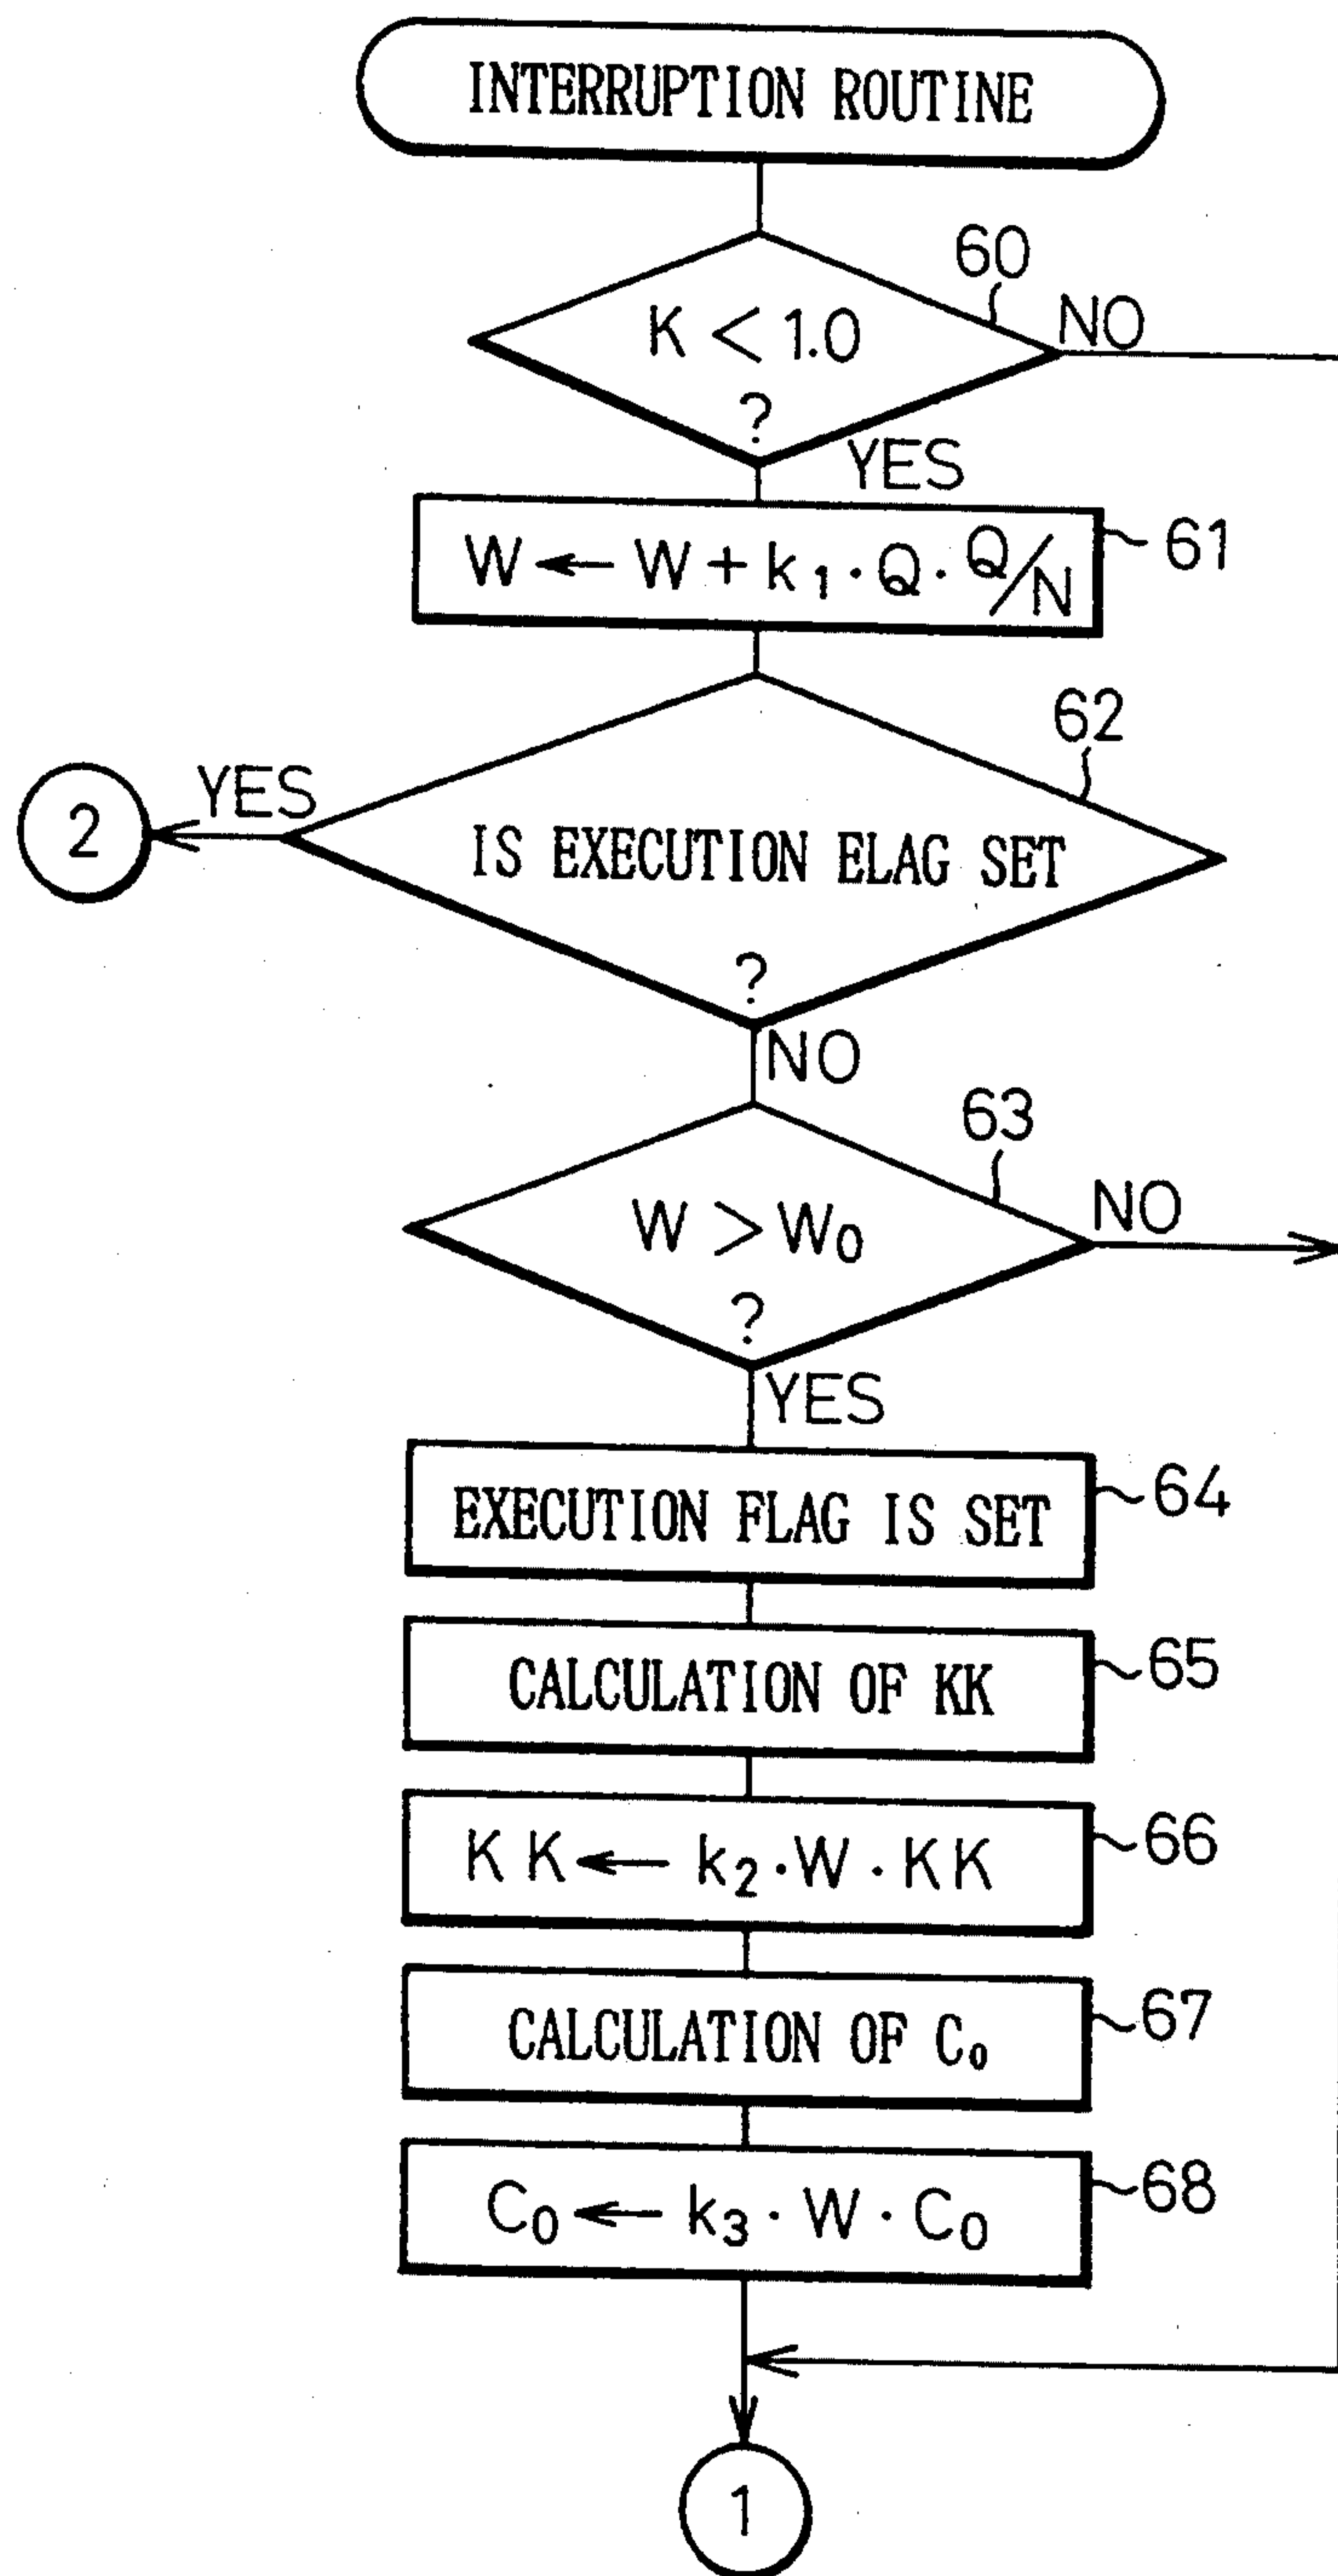 INTERRUPTION ROUTINE
60
K < 1.0
?
NO
YES
W ← W + k₁ · Q · Q/N
61
62
YES
2
IS EXECUTION ELAG SET
?
NO
63
W > W₀
?
NO
YES
EXECUTION FLAG IS SET
64
CALCULATION OF KK
65
KK ← k₂ · W · KK
66
CALCULATION OF C₀
67
C₀ ← k₃ · W · C₀
68
1